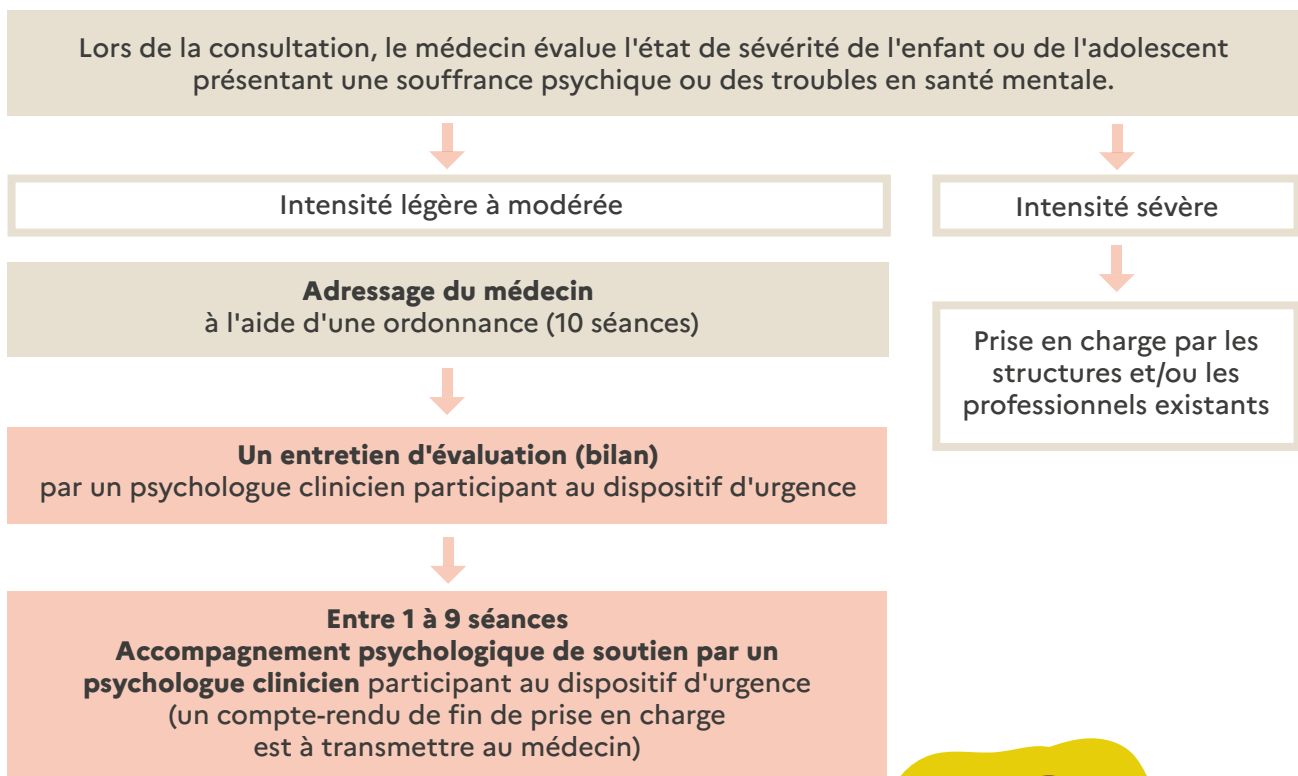 Lors de la consultation, le médecin évalue l'état de sévérité de l'enfant ou de l'adolescent
présentant une souffrance psychique ou des troubles en santé mentale.
Intensité légère à modérée
Intensité sévère
Adressage du médecin
à l'aide d'une ordonnance (10 séances)
Prise en charge par les
structures et/ou les
professionnels existants
Un entretien d'évaluation (bilan)
par un psychologue clinicien participant au dispositif d'urgence
Entre 1 à 9 séances
Accompagnement psychologique de soutien par un
psychologue clinicien participant au dispositif d'urgence
(un compte-rendu de fin de prise en charge
est à transmettre au médecin)